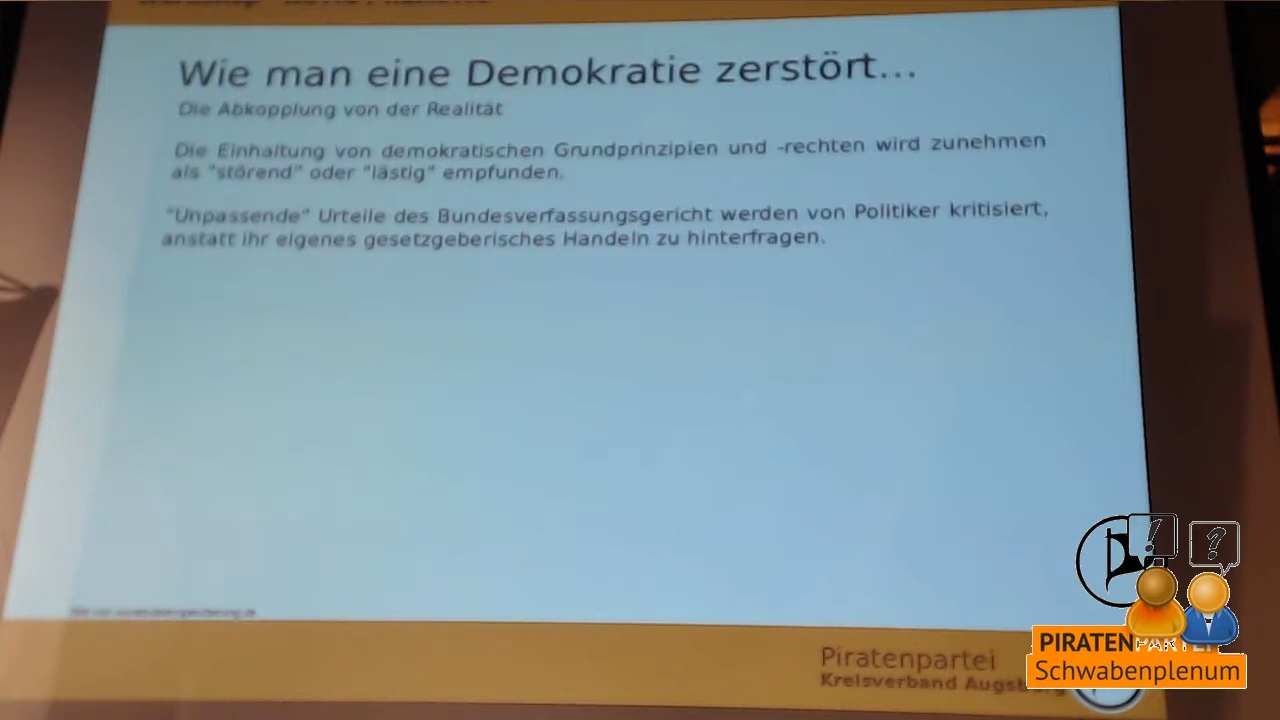 Wie man eine Demokratie zerstört...
Die Abkopplung von der Realität
Die Einhaltung von demokratischen Grundprinzipien und -rechten wird zunehmen
als "störend" oder "lästig" empfunden.
"Unpassende" Urteile des Bundesverfassungsgericht werden von Politiker kritisiert,
anstatt ihr eigenes gesetzgeberisches Handeln zu hinterfragen.
! ?
Piratenpartei
Kreisverband Augsburg
PIRATENPARTEI
Schwabenplenum